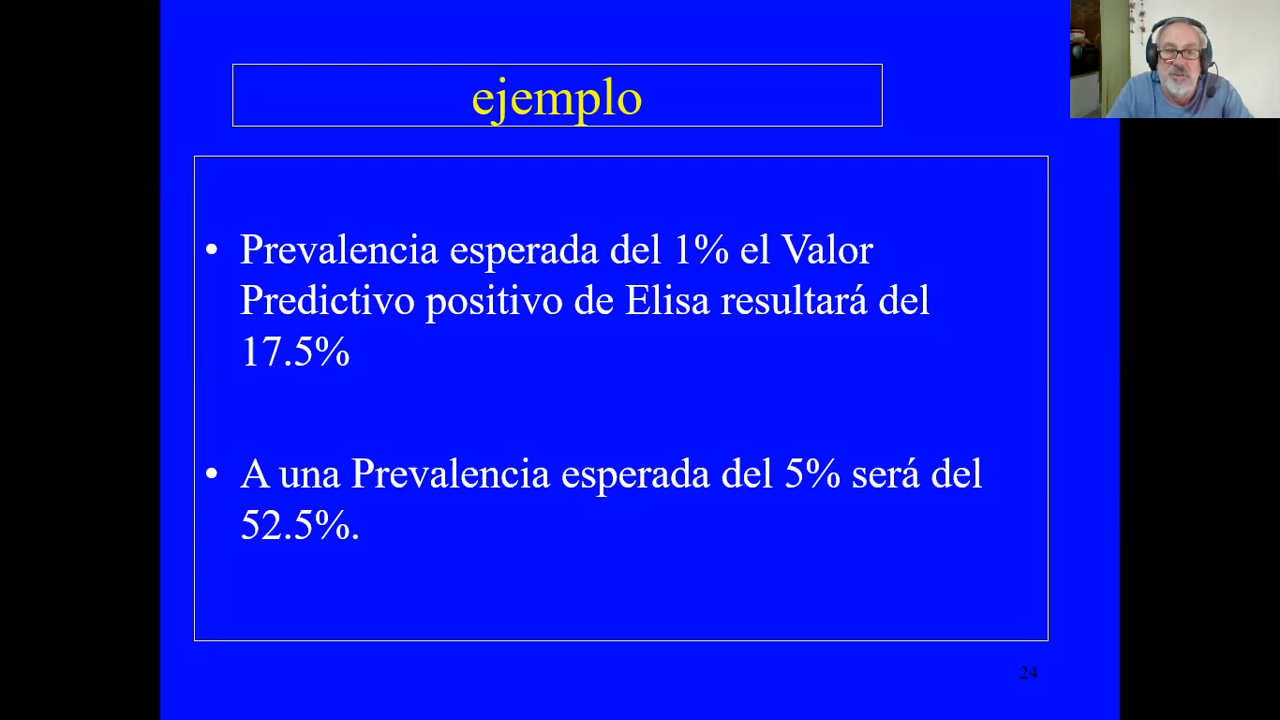 ejemplo
• Prevalencia esperada del 1% el Valor
Predictivo positivo de Elisa resultará del
17.5%
• A una Prevalencia esperada del 5% será del
52.5%.
24